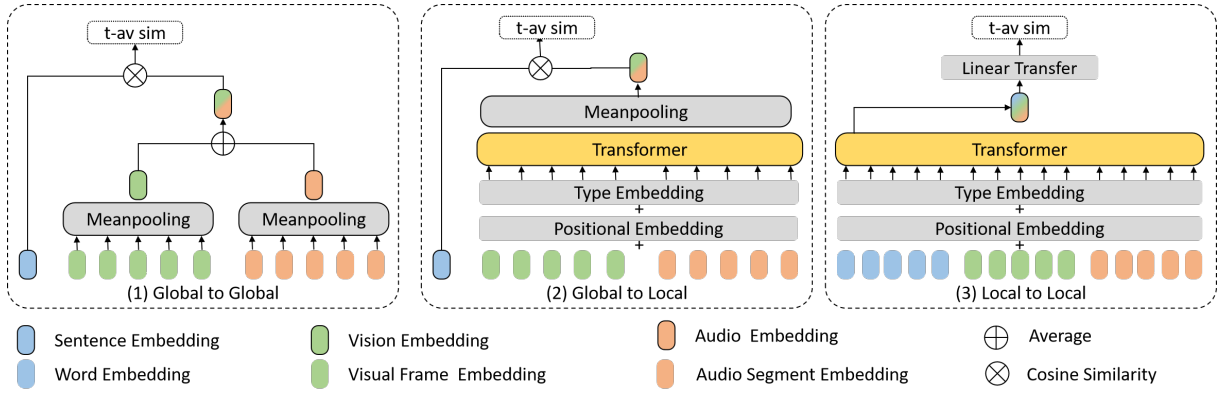 t-av sim
Meanpooling
Meanpooling
(1) Global to Global
t-av sim
Meanpooling
Transformer
Type Embedding
+
Positional Embedding
+
(2) Global to Local
t-av sim
Linear Transfer
Transformer
Type Embedding
+
Positional Embedding
+
(3) Local to Local
Sentence Embedding
Vision Embedding
Audio Embedding
Average
Word Embedding
Visual Frame Embedding
Audio Segment Embedding
Cosine Similarity